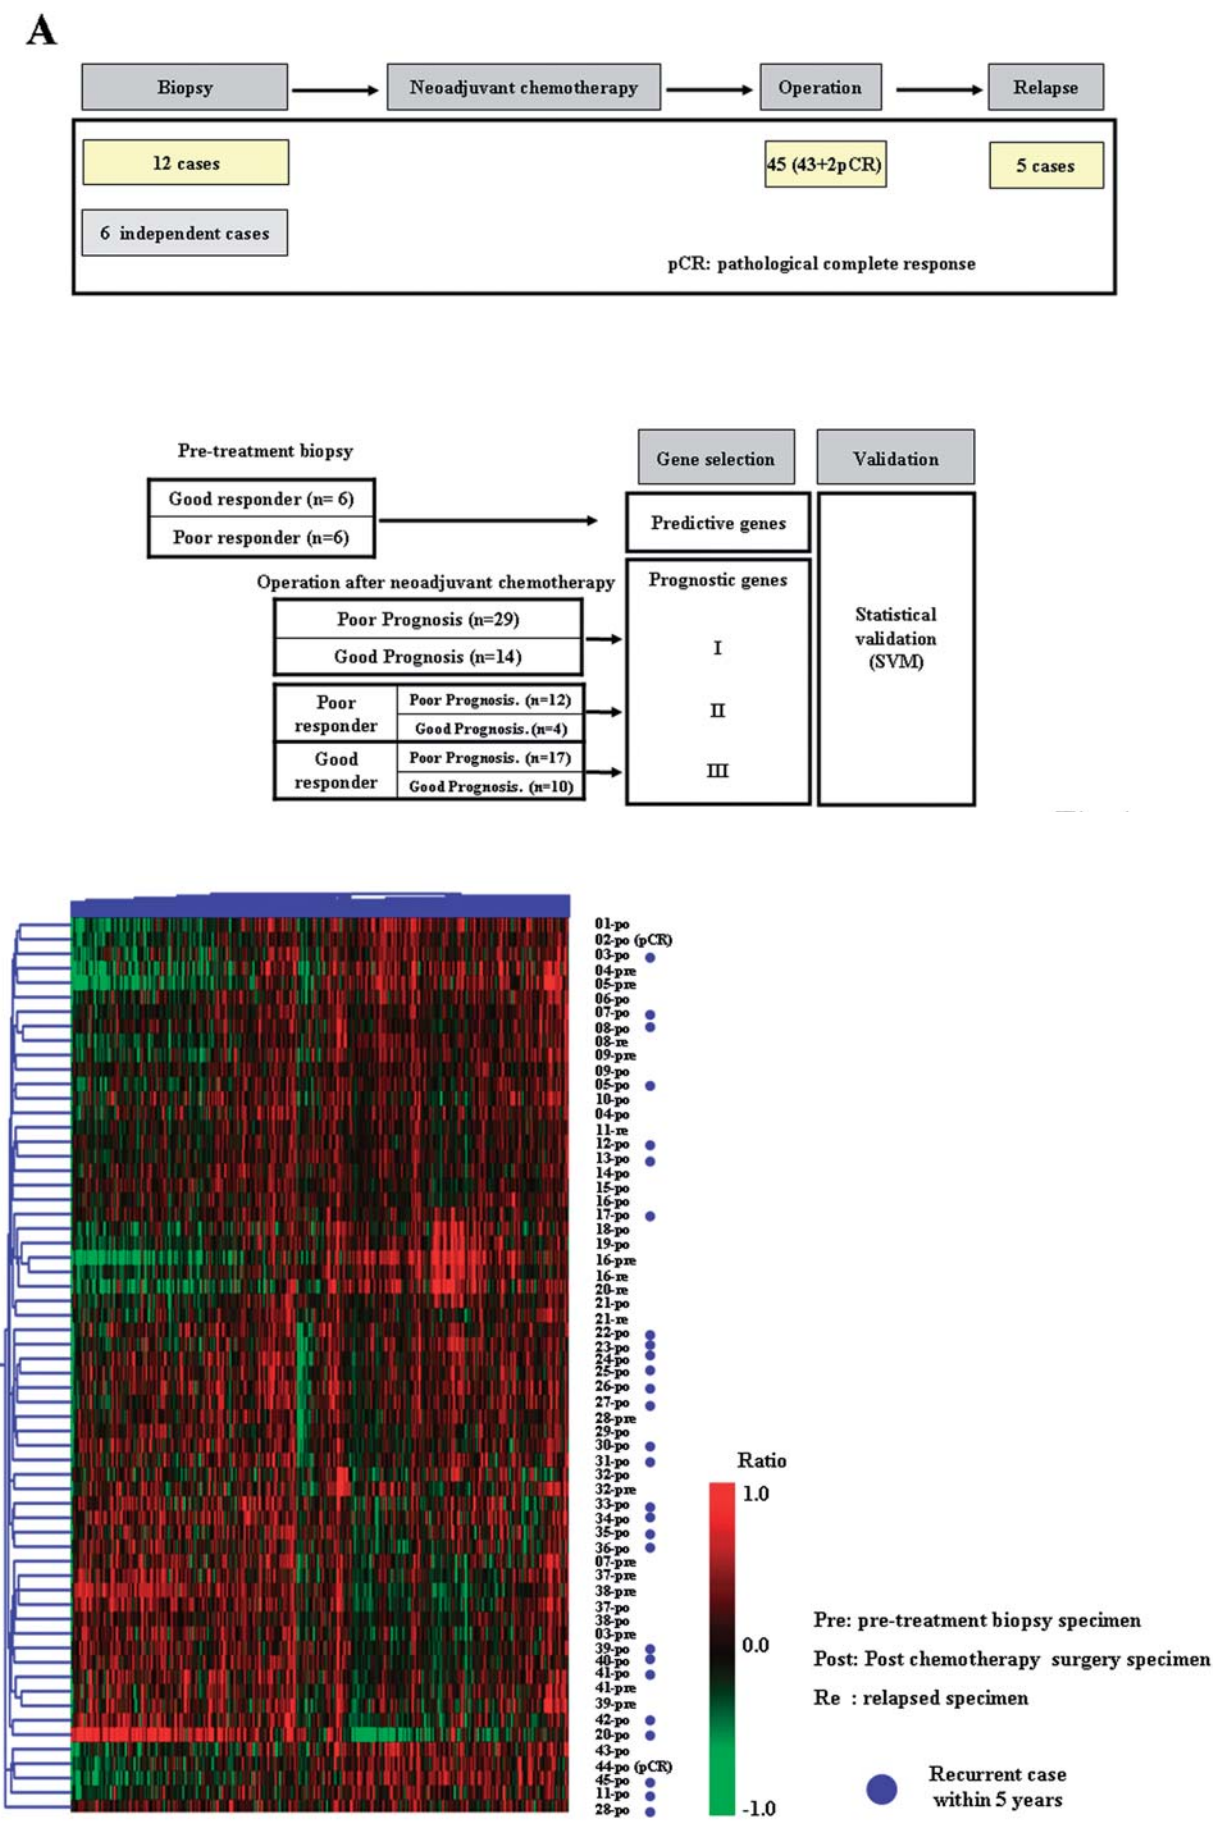 A
Biopsy
Neoadjuvant chemotherapy
Operation
Relapse
12 cases
45 (43+2pCR)
5 cases
6 independent cases
pCR: pathological complete response
Pre-treatment biopsy
Good responder (n= 6)
Poor responder (n=6)
Gene selection
Validation
Predictive genes
Operation after neoadjuvant chemotherapy
Prognostic genes
Poor Prognosis (n=29)
Good Prognosis (n=14)
I
Poor responder
Poor Prognosis. (n=12)
Good Prognosis. (n=4)
II
Good responder
Poor Prognosis. (n=17)
Good Prognosis. (n=10)
III
Statistical
validation
(SVM)
01-po
02-po (pCR)
03-po
04-pre
05-pre
06-po
07-po
08-po
08-re
09-pre
09-po
05-po
10-po
04-po
11-re
12-po
13-po
14-po
15-po
16-po
17-po
18-po
19-po
16-pre
16-re
20-re
21-po
21-re
22-po
23-po
24-po
25-po
26-po
27-po
28-pre
29-po
30-po
31-po
32-po
32-pre
33-po
34-po
35-po
36-po
07-pre
37-pre
38-pre
37-po
38-po
03-pre
39-po
40-po
41-po
41-pre
39-pre
42-po
20-po
43-po
44-po (pCR)
45-po
11-po
28-po
Ratio
1.0
0.0
-1.0
Pre: pre-treatment biopsy specimen
Post: Post chemotherapy surgery specimen
Re : relapsed specimen
Recurrent case
within 5 years